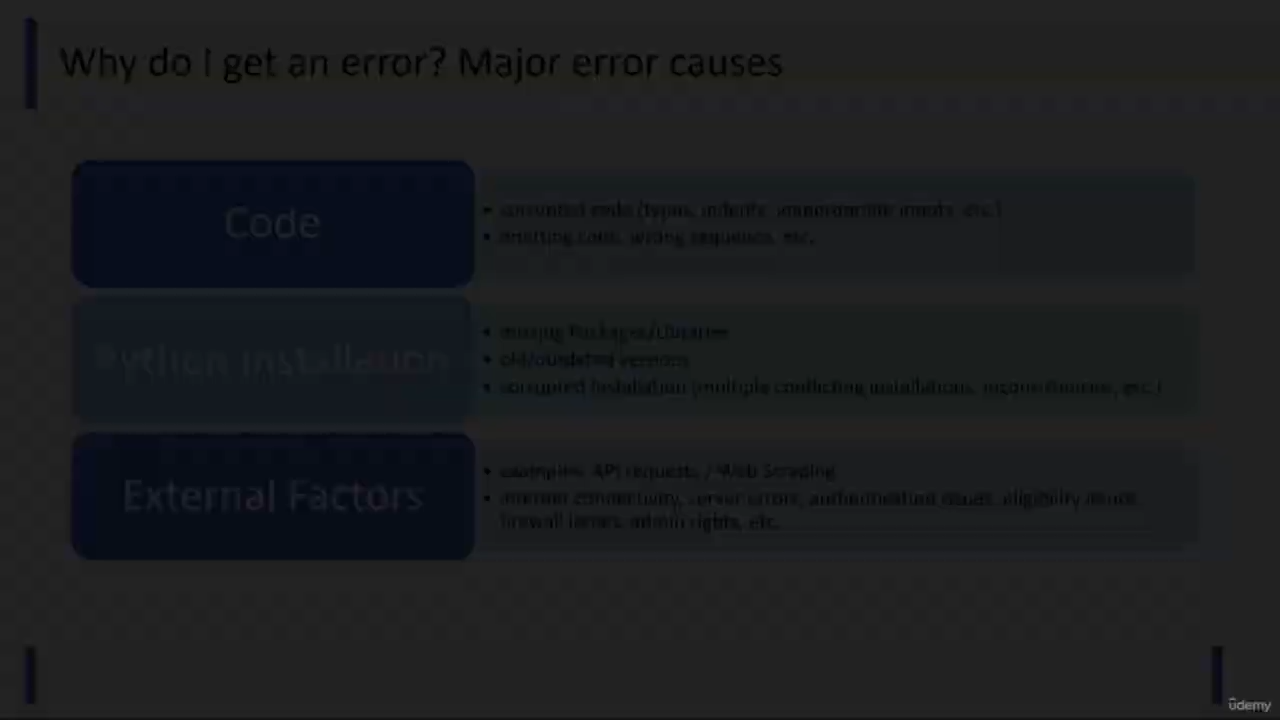 Why do I get an error? Major error causes
Code
• corrupted code (typos, indents, inappropriate inputs, etc.)
• omitting code, wrong sequence, etc.
Python Installation
• missing Packages/Libraries
• old/outdated versions
• corrupted installation (multiple conflicting installations, inconsistencies, etc.)
External Factors
• examples: API requests / Web Scraping
• internet connectivity, server errors, authentication issues, eligibility issues,
firewall issues, admin rights, etc.
ûdemy